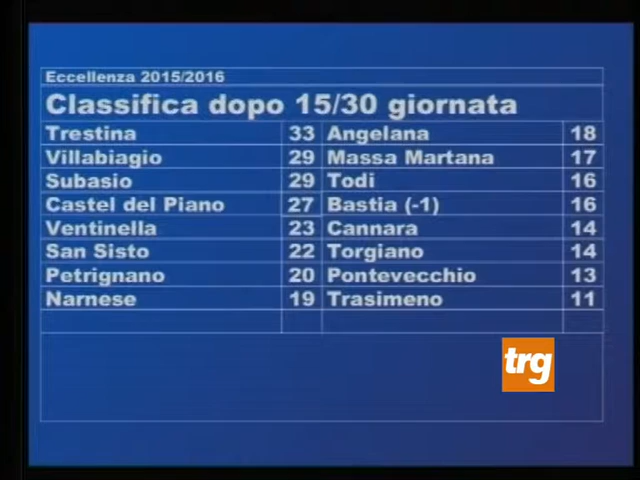 Eccellenza 2015/2016
Classifica dopo 15/30 giornata
Trestina 33 Angelana 18
Villabiagio 29 Massa Martana 17
Subasio 29 Todi 16
Castel del Piano 27 Bastia (-1) 16
Ventinella 23 Cannara 14
San Sisto 22 Torgiano 14
Petrignano 20 Pontevecchio 13
Narnese 19 Trasimeno 11
trg